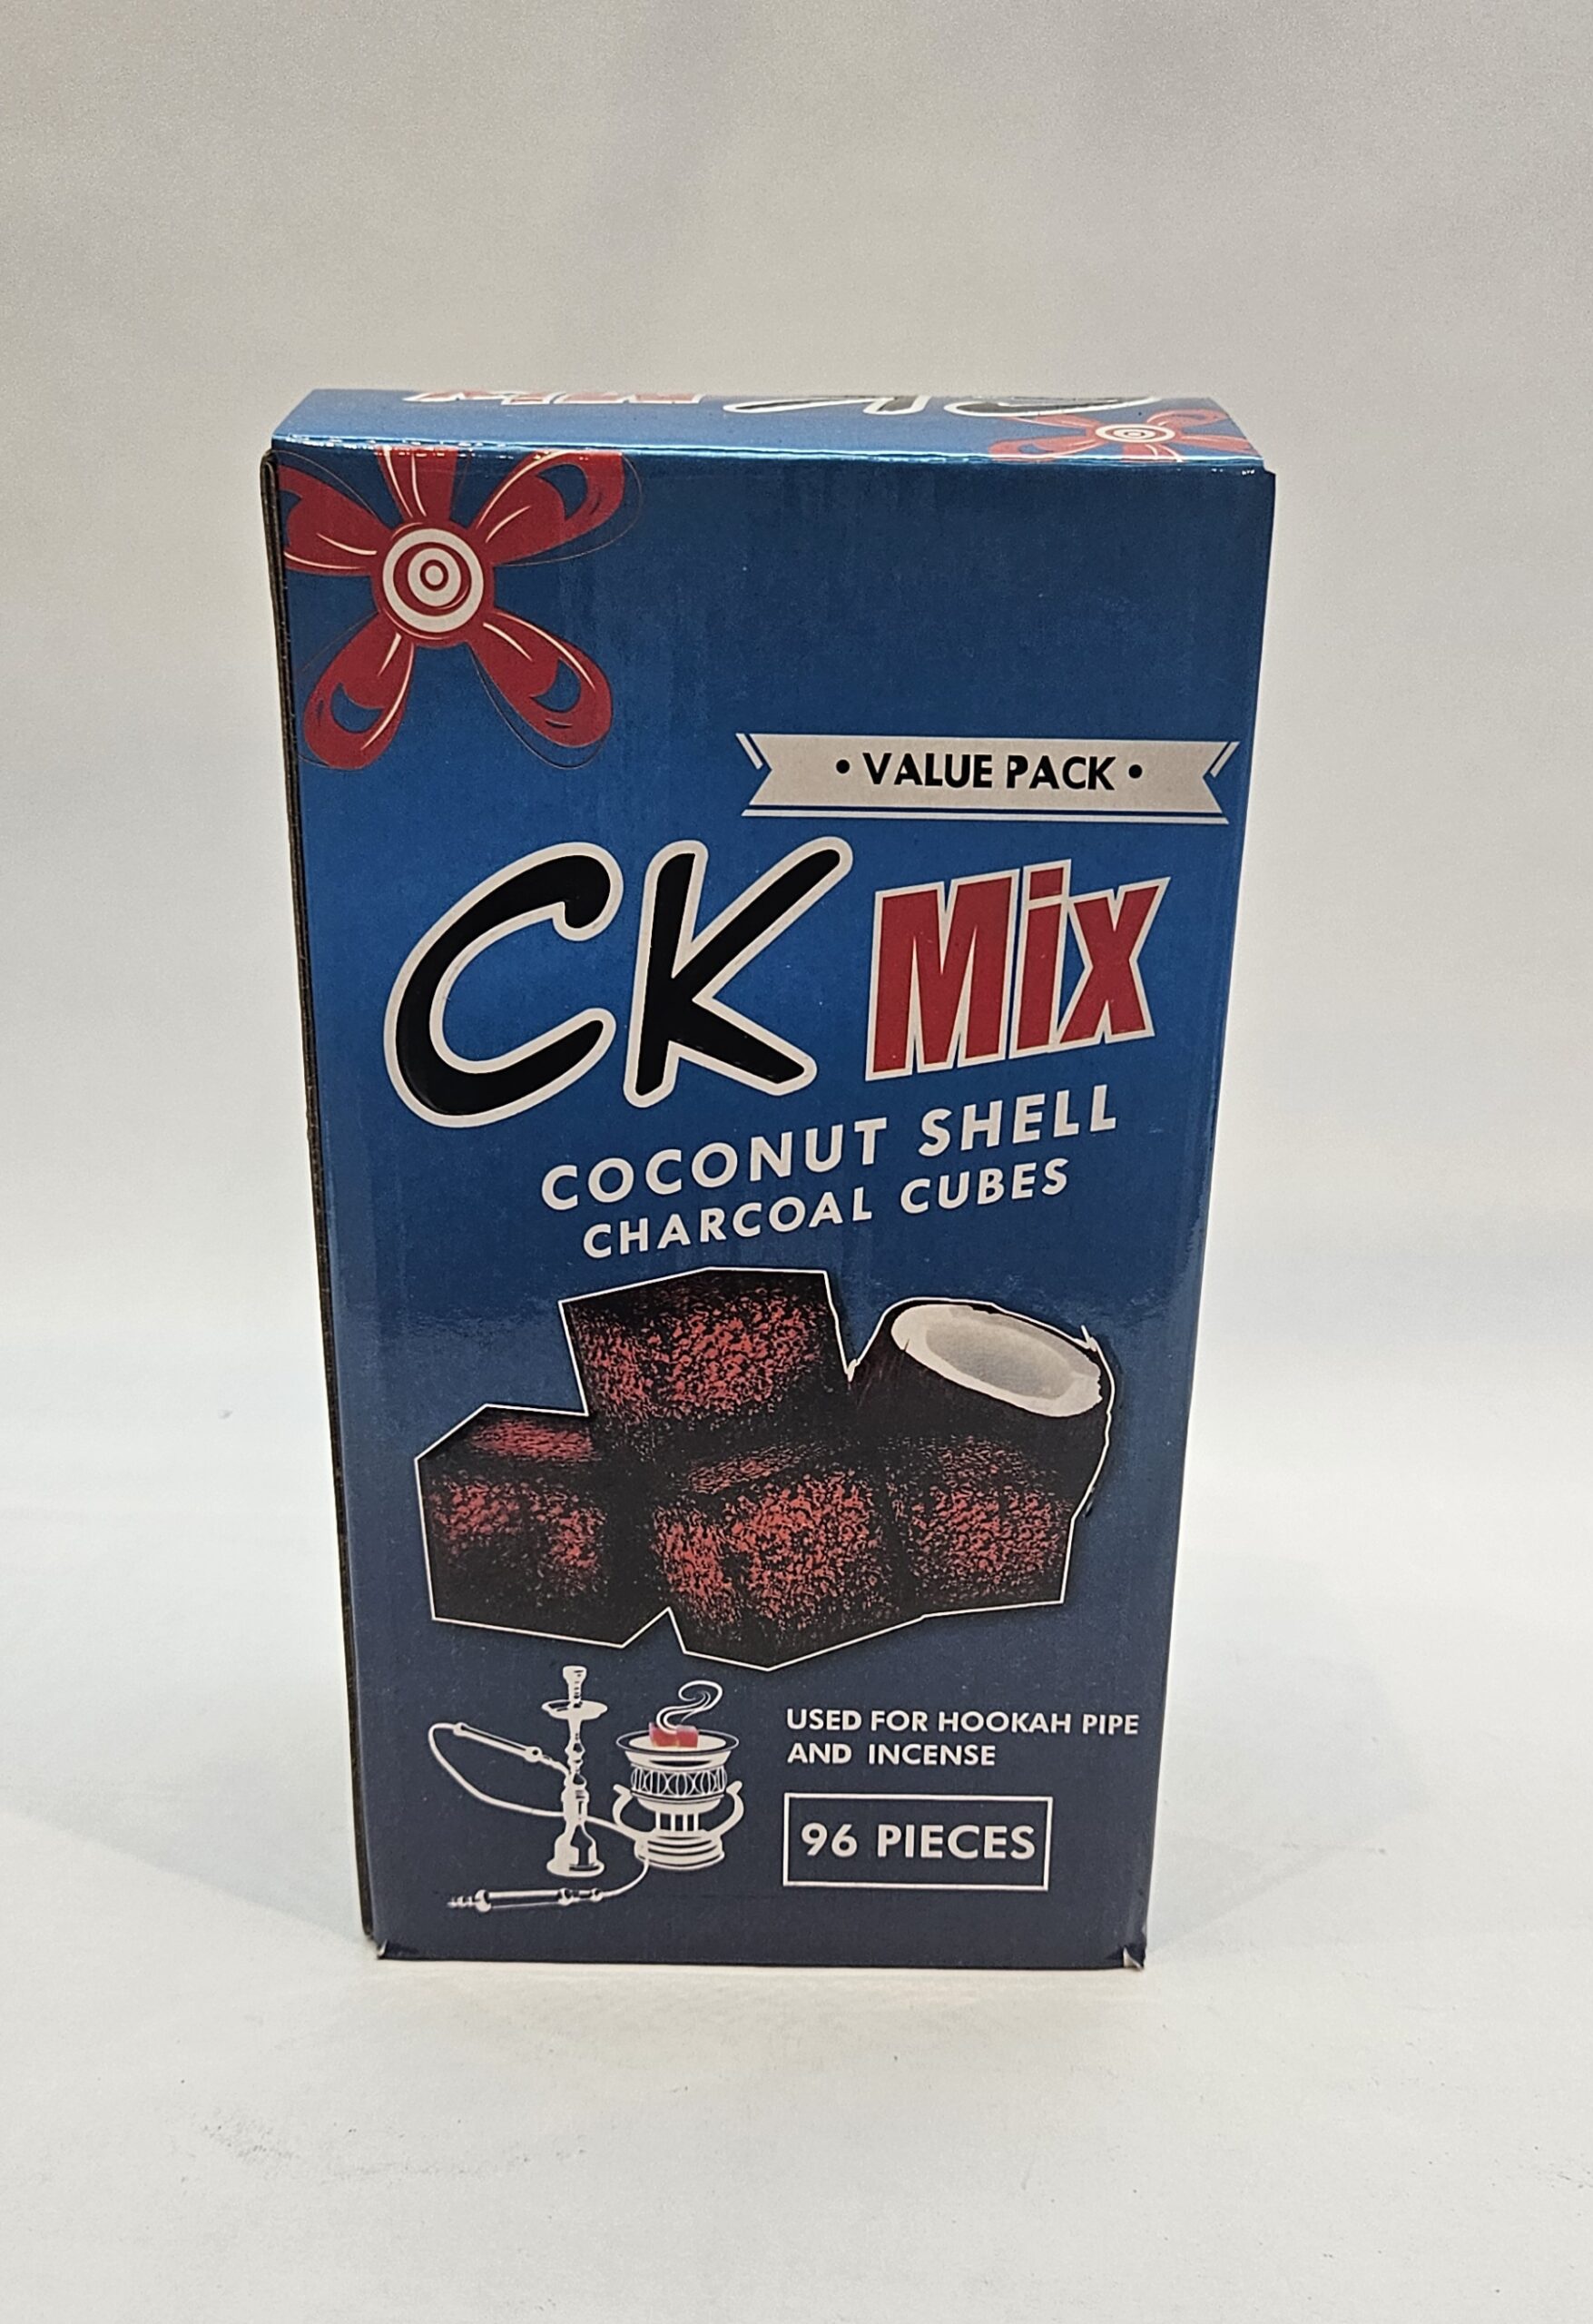 • VALUE PACK •
CK Mix
COCONUT SHELL
CHARCOAL CUBES
USED FOR HOOKAH PIPE
AND INCENSE
96 PIECES